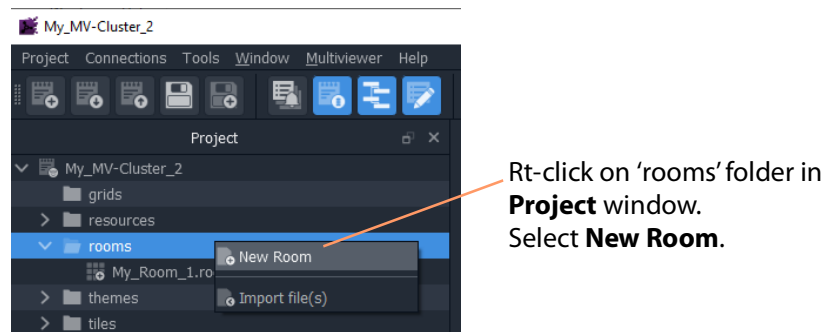 My_MV-Cluster_2
Project Connections Tools Window Multiviewer Help
Project
My_MV-Cluster_2
grids
resources
rooms
New Room
My_Room_1.ro
Import file(s)
themes
tiles
Rt-click on ‘rooms’ folder in
Project window.
Select New Room.